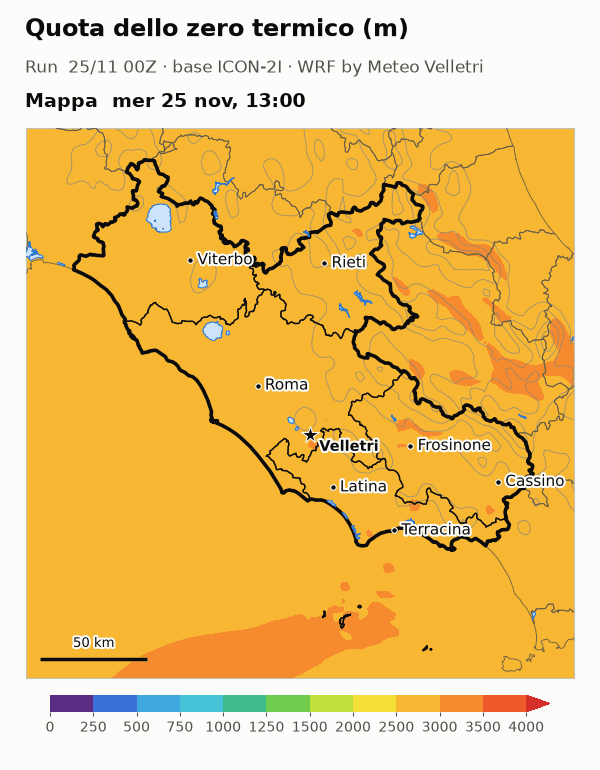 Quota dello zero termico (m)
Run  25/11 00Z · base ICON-2I · WRF by Meteo Velletri
Mappa  mer 25 nov, 13:00
Viterbo
Rieti
Roma
Velletri
Frosinone
Latina
Cassino
Terracina
50 km
0 250 500 750 1000 1250 1500 2000 2500 3000 3500 4000